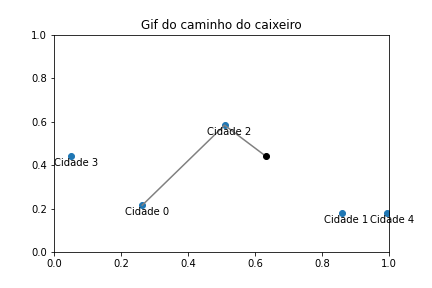 Gif do caminho do caixeiro
1.0
0.8
0.6
0.4
0.2
0.0
Cidade 2
Cidade 3
Cidade 0
Cidade 1
Cidade 4
0.0 0.2 0.4 0.6 0.8 1.0